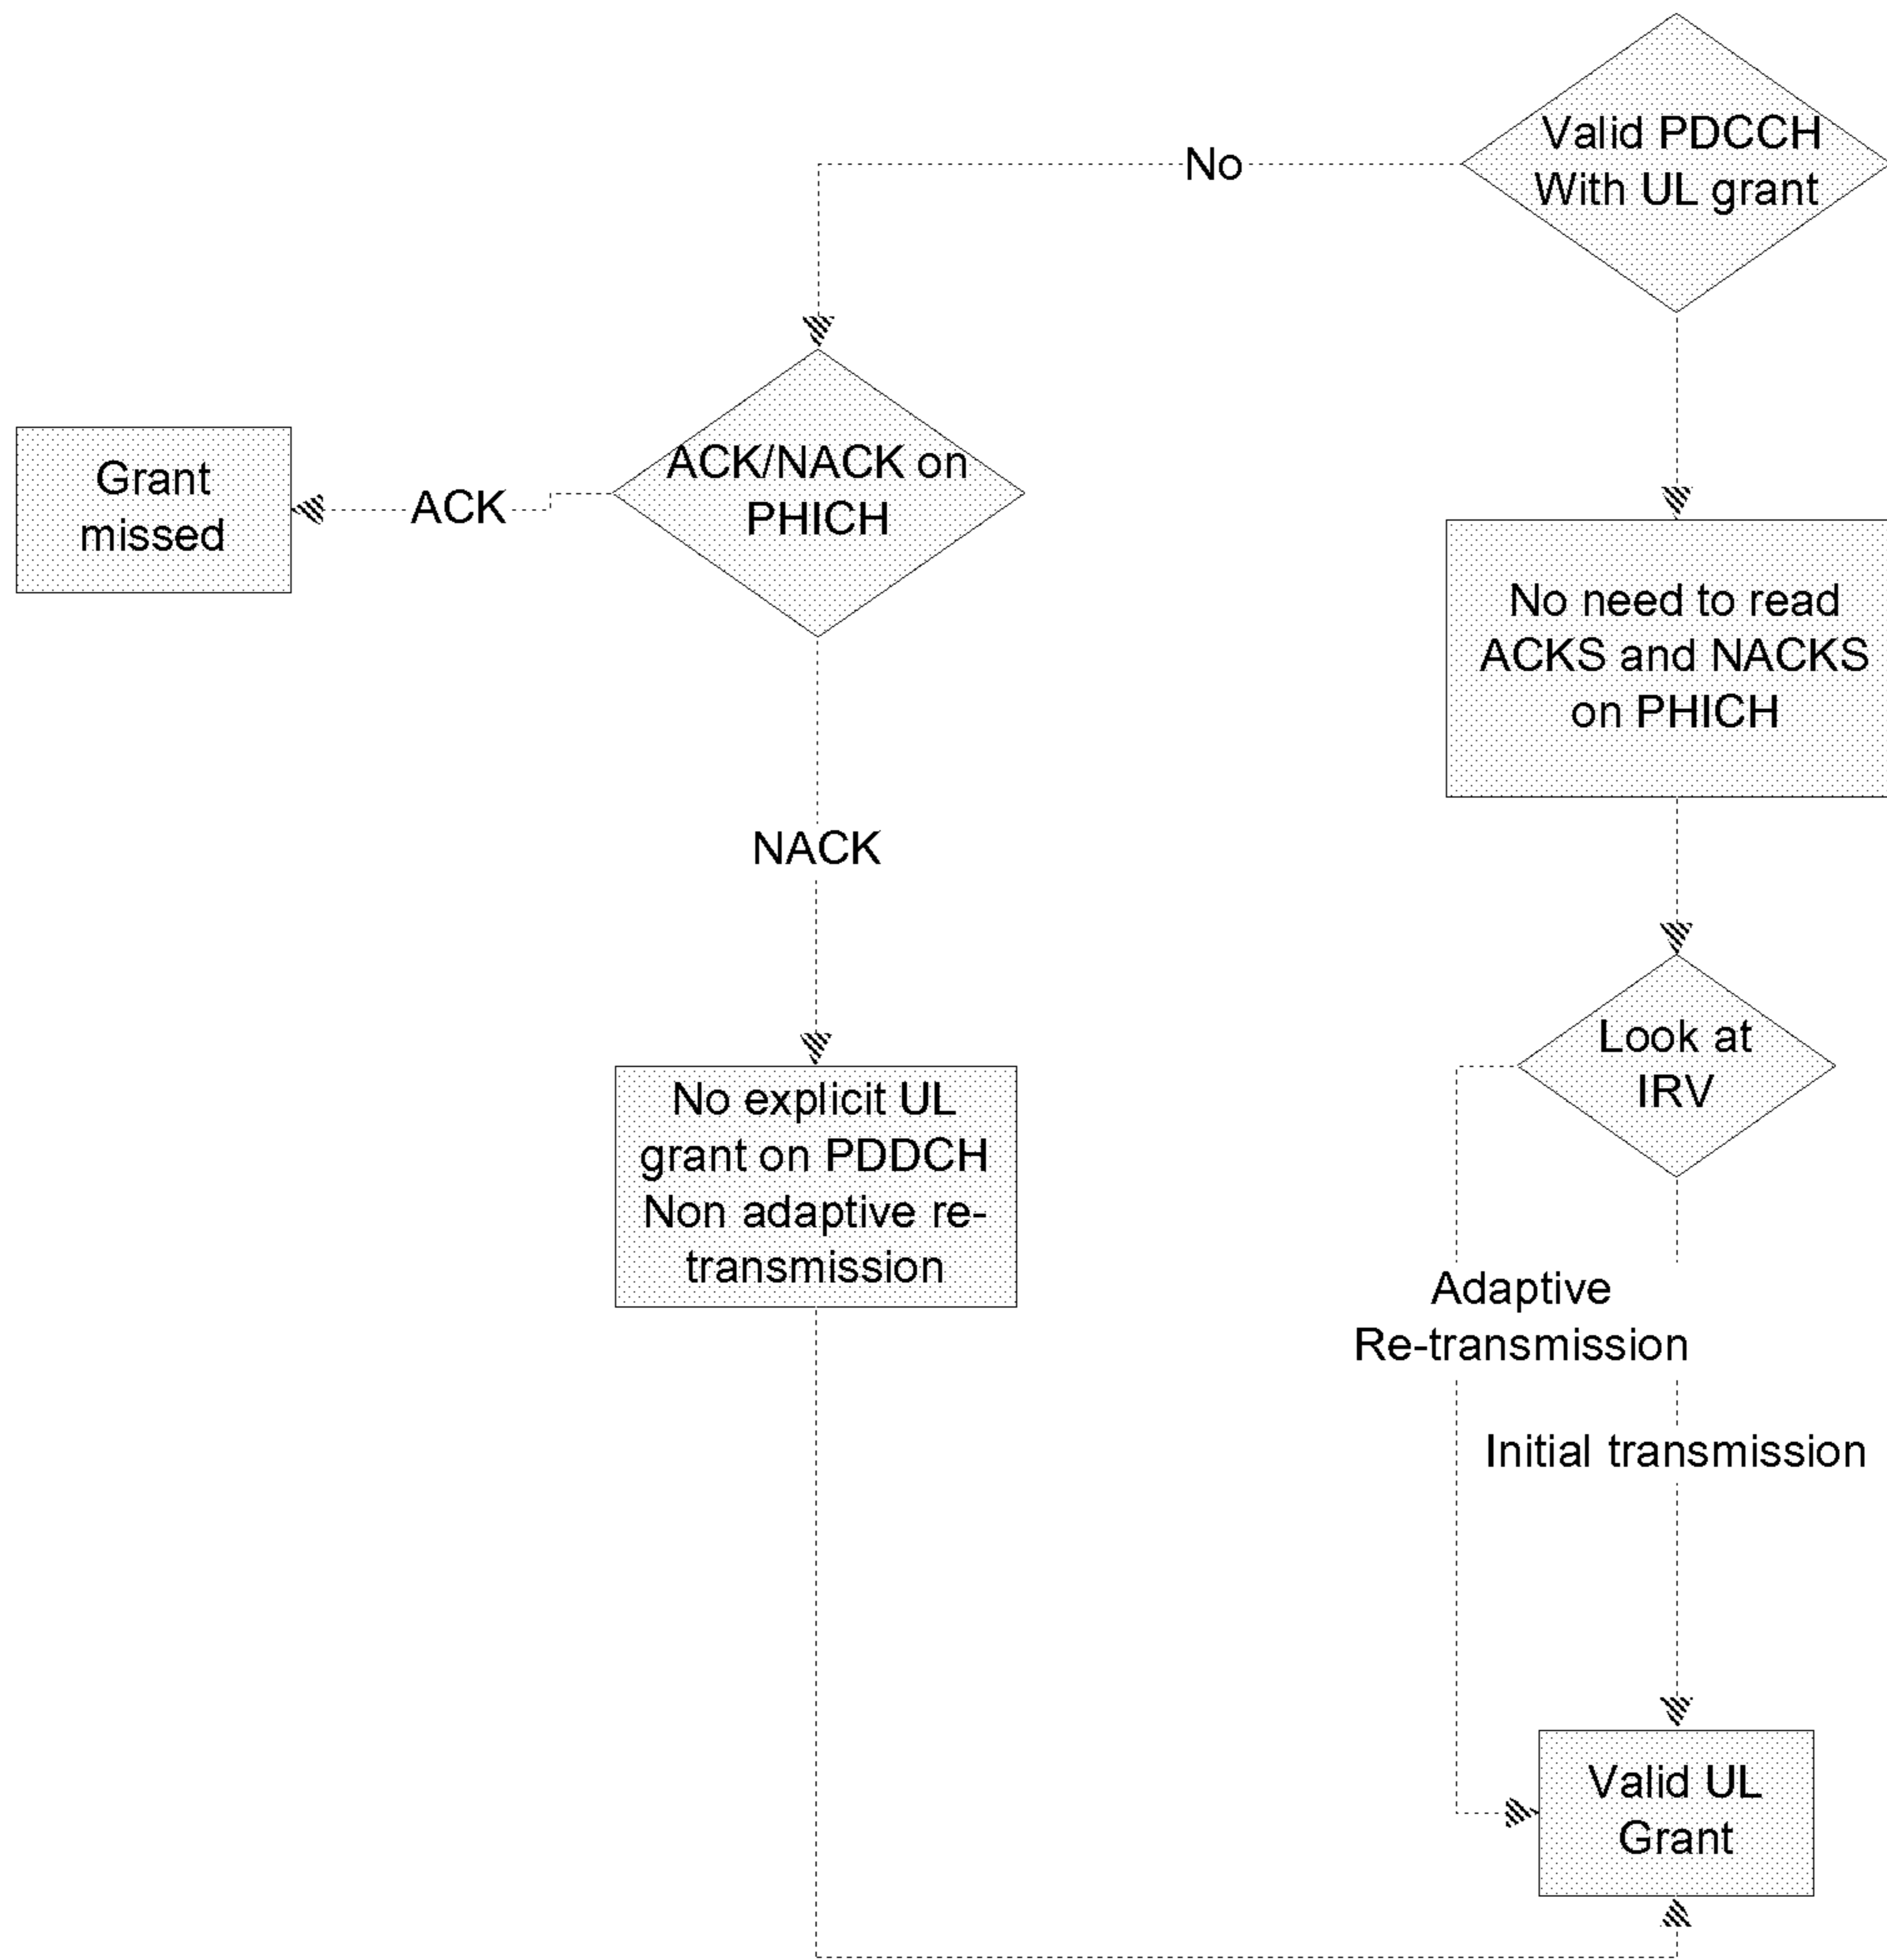 Valid PDCCH
With UL grant
No
ACK/NACK on
PHICH
ACK
Grant
missed
No need to read
ACKS and NACKS
on PHICH
NACK
Look at
IRV
No explicit UL
grant on PDDCH
Non adaptive re-
transmission
Adaptive
Re-transmission
Initial transmission
Valid UL
Grant